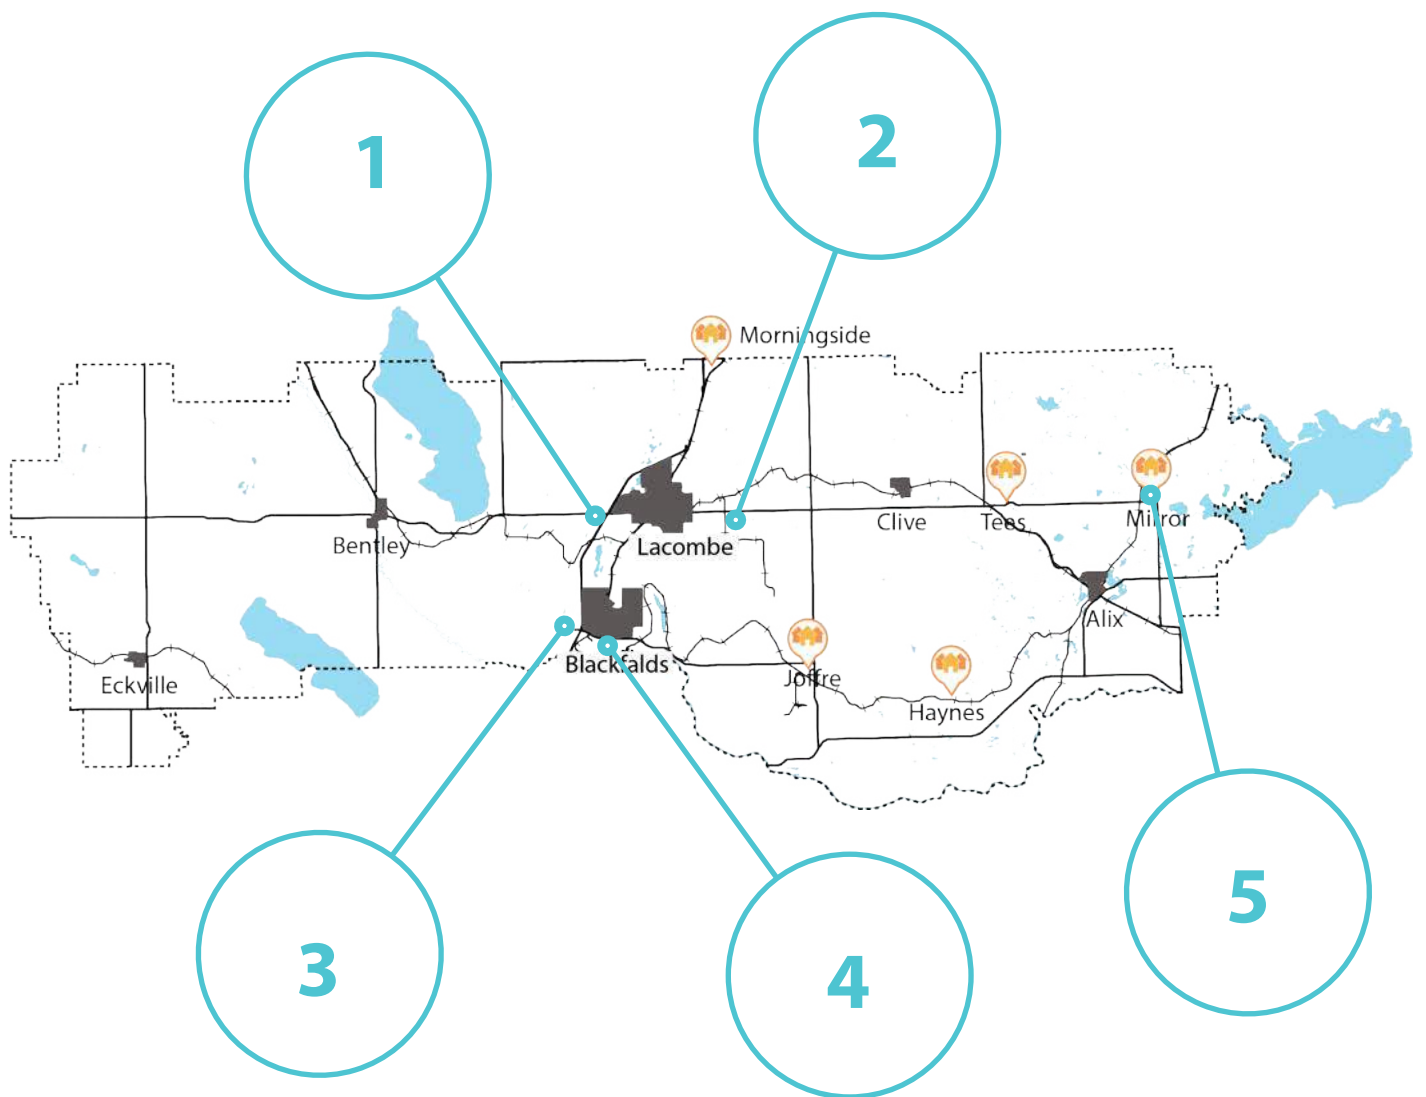 1
2
Morningside
Bentley
Lacombe
Clive
Tees
Mirror
Alix
Eckville
Blackfalds
Joffre
Haynes
3
4
5